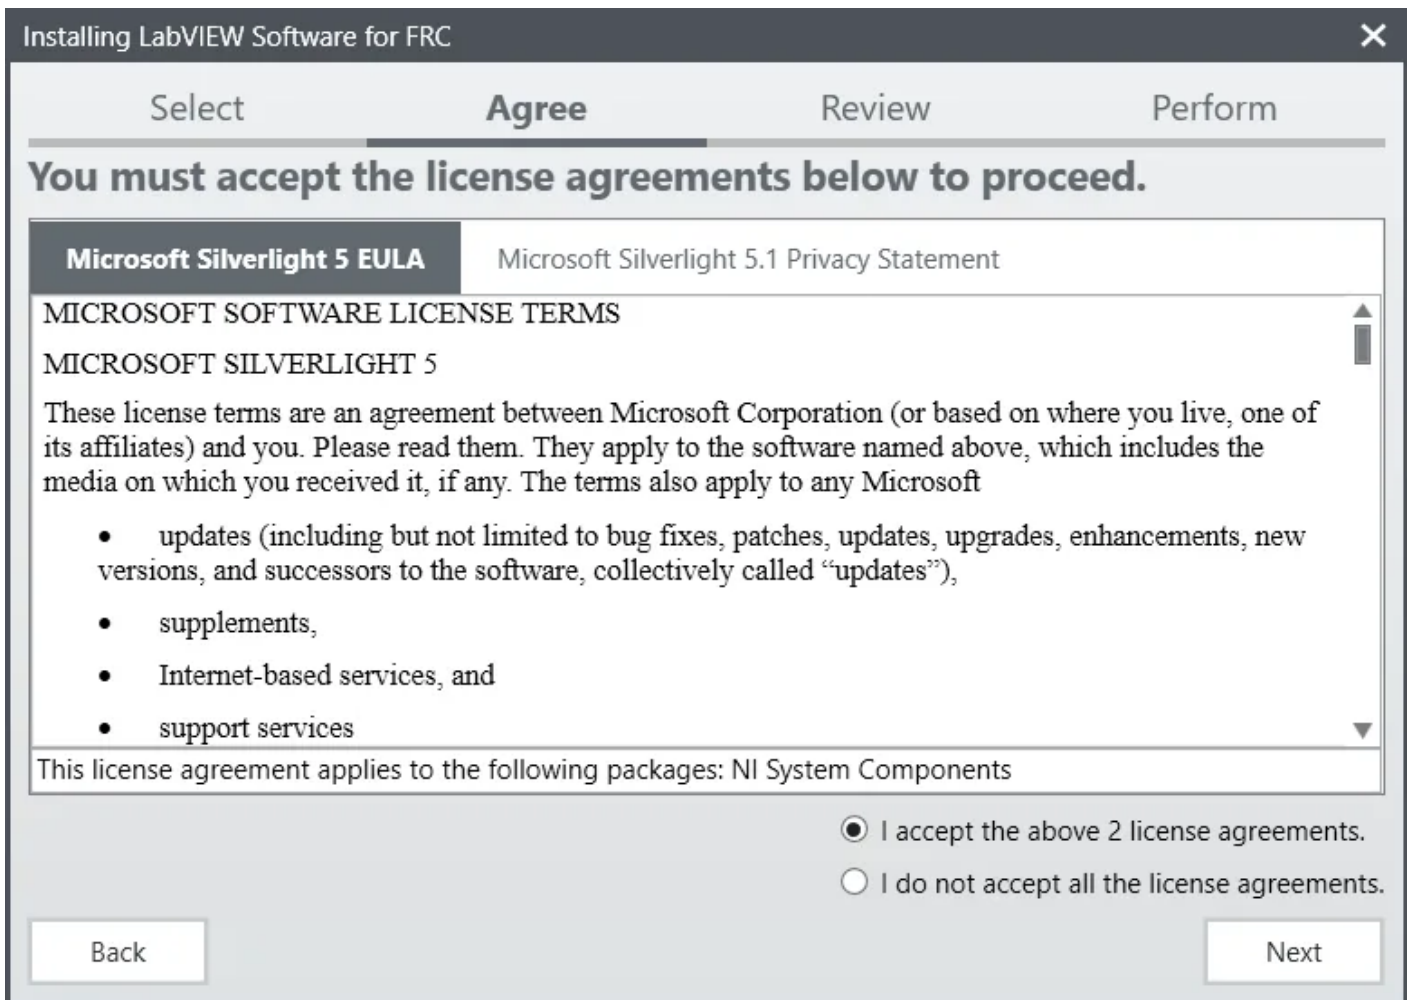 Installing LabVIEW Software for FRC
Select Agree Review Perform
You must accept the license agreements below to proceed.
Microsoft Silverlight 5 EULA Microsoft Silverlight 5.1 Privacy Statement
MICROSOFT SOFTWARE LICENSE TERMS
MICROSOFT SILVERLIGHT 5
These license terms are an agreement between Microsoft Corporation (or based on where you live, one of
its affiliates) and you. Please read them. They apply to the software named above, which includes the
media on which you received it, if any. The terms also apply to any Microsoft
• updates (including but not limited to bug fixes, patches, updates, upgrades, enhancements, new
versions, and successors to the software, collectively called “updates”),
• supplements,
• Internet-based services, and
• support services
This license agreement applies to the following packages: NI System Components
I accept the above 2 license agreements.
I do not accept all the license agreements.
Back Next